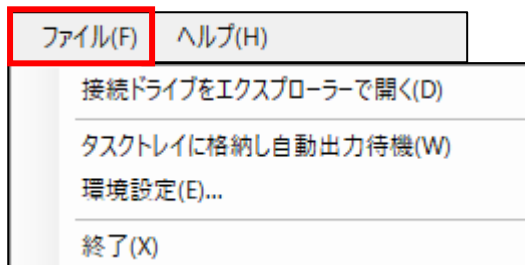 ファイル(F) ヘルプ(H)
接続ドライブをエクスプローラーで開く(D)
タスクトレイに格納し自動出力待機(W)
環境設定(E)...
終了(X)